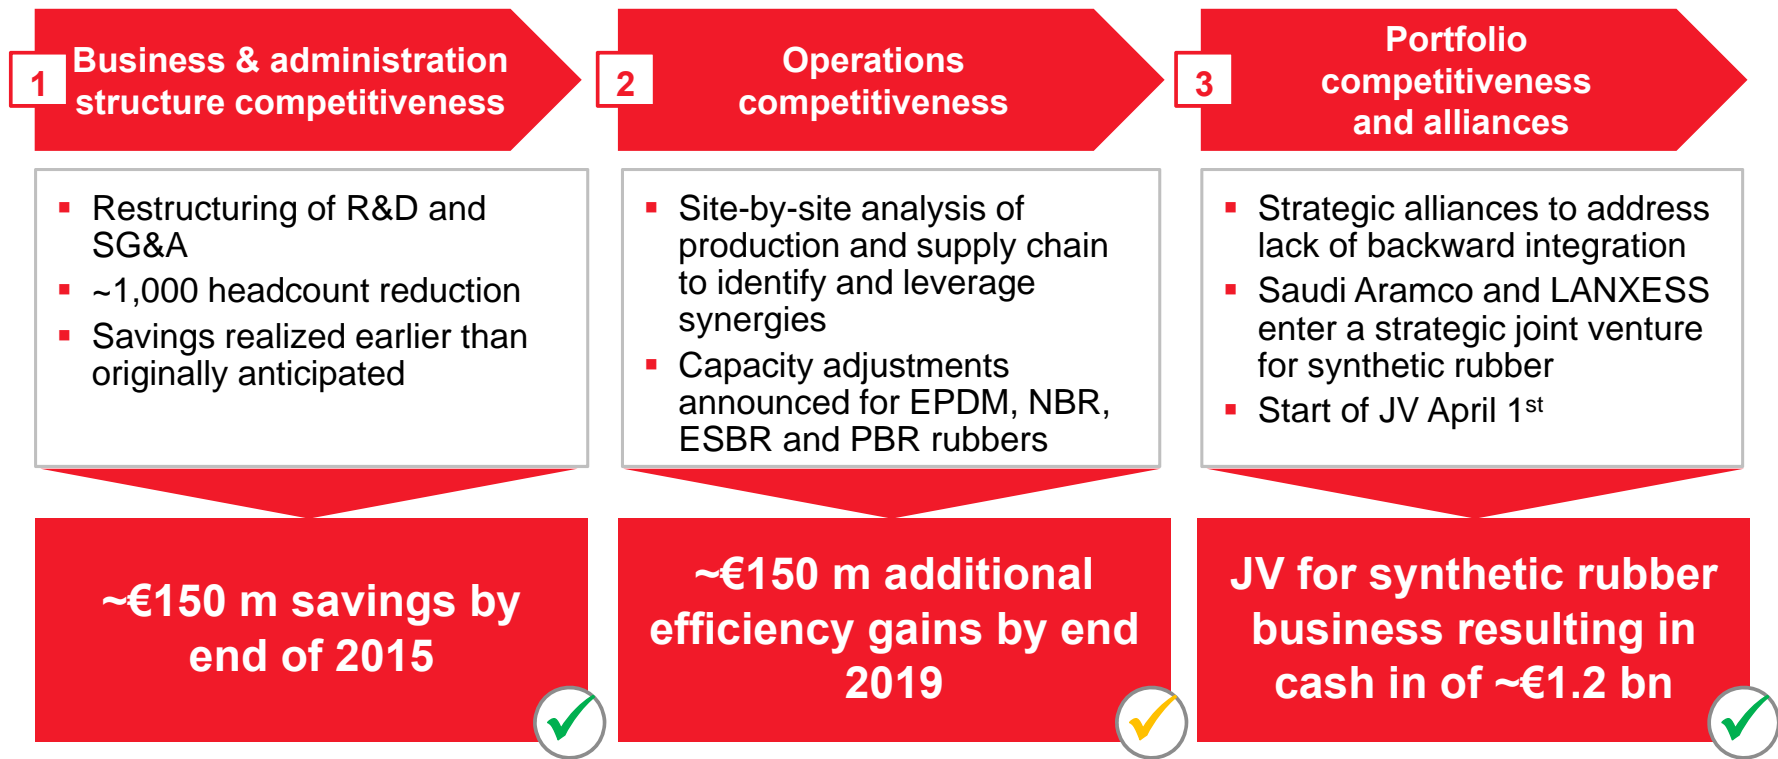 1
Business & administration
structure competitiveness
▪ Restructuring of R&D and
SG&A
▪ ~1,000 headcount reduction
▪ Savings realized earlier than
originally anticipated
~€150 m savings by
end of 2015
2
Operations
competitiveness
▪ Site-by-site analysis of
production and supply chain
to identify and leverage
synergies
▪ Capacity adjustments
announced for EPDM, NBR,
ESBR and PBR rubbers
~€150 m additional
efficiency gains by end
2019
3
Portfolio
competitiveness
and alliances
▪ Strategic alliances to address
lack of backward integration
▪ Saudi Aramco and LANXESS
enter a strategic joint venture
for synthetic rubber
▪ Start of JV April 1st
JV for synthetic rubber
business resulting in
cash in of ~€1.2 bn